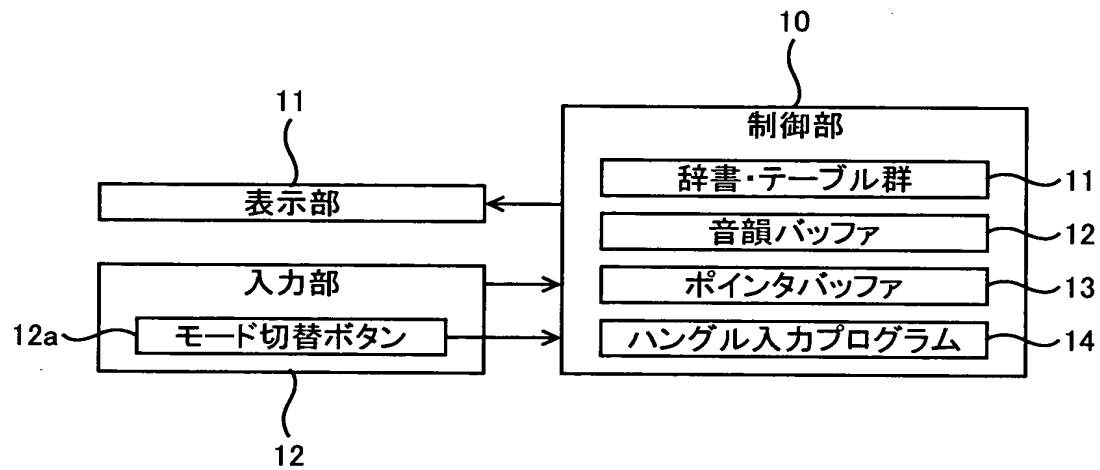 10
制御部
11
辞書・テーブル群
11
表示部
音韻バッファ
12
入力部
ポインタバッファ
13
12a
モード切替ボタン
ハングル入力プログラム
14
12